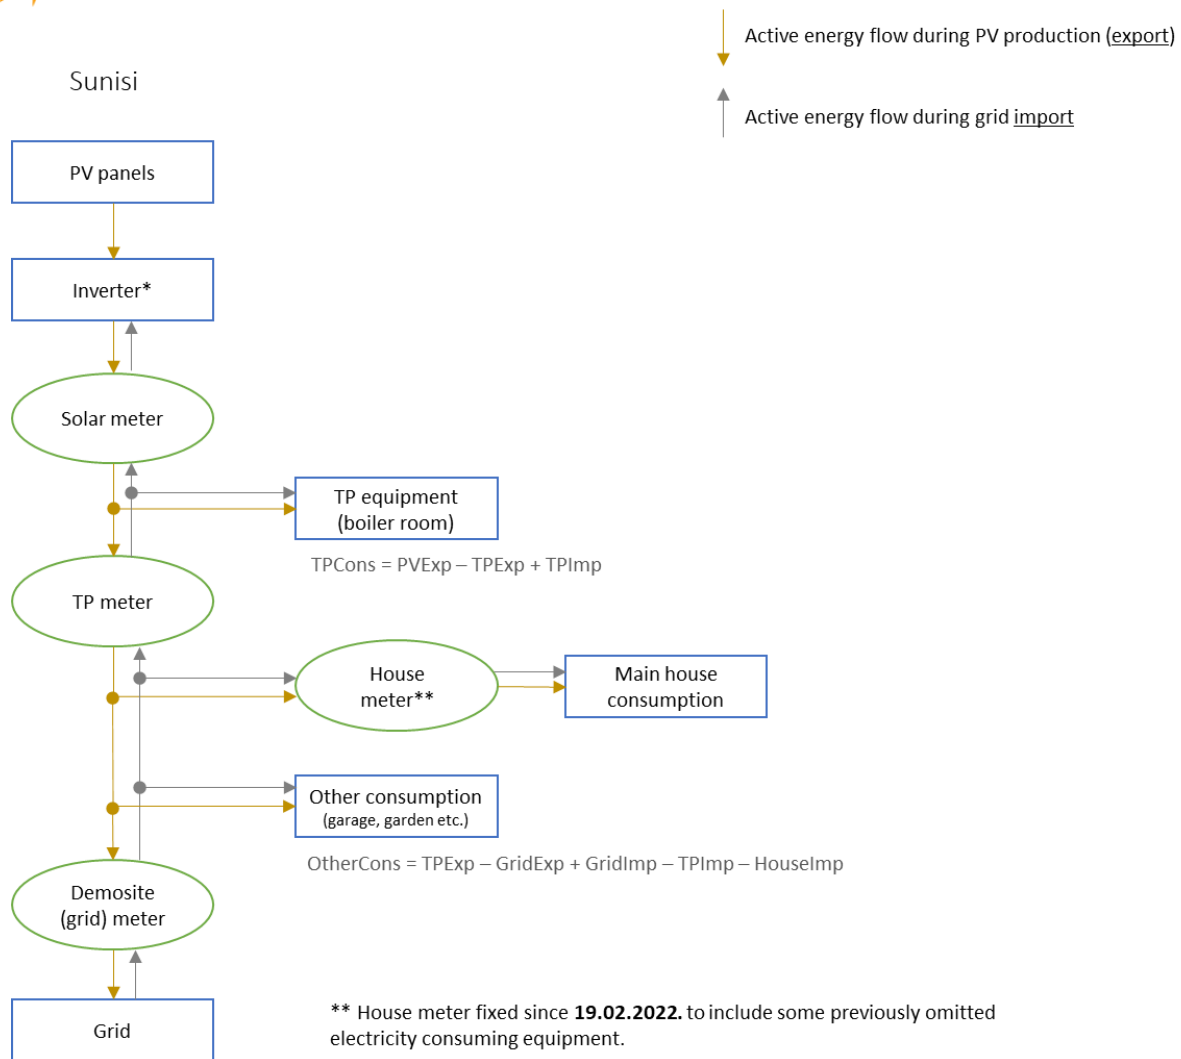 Active energy flow during PV production (export)
Sunisi
Active energy flow during grid import
PV panels
Inverter*
Solar meter
TP equipment
(boiler room)
TPCons = PVExp – TPExp + TPImp
TP meter
House
meter**
Main house
consumption
Other consumption
(garage, garden etc.)
OtherCons = TPExp – GridExp + GridImp – TPImp – HouseImp
Demosite
(grid) meter
** House meter fixed since 19.02.2022. to include some previously omitted
electricity consuming equipment.
Grid